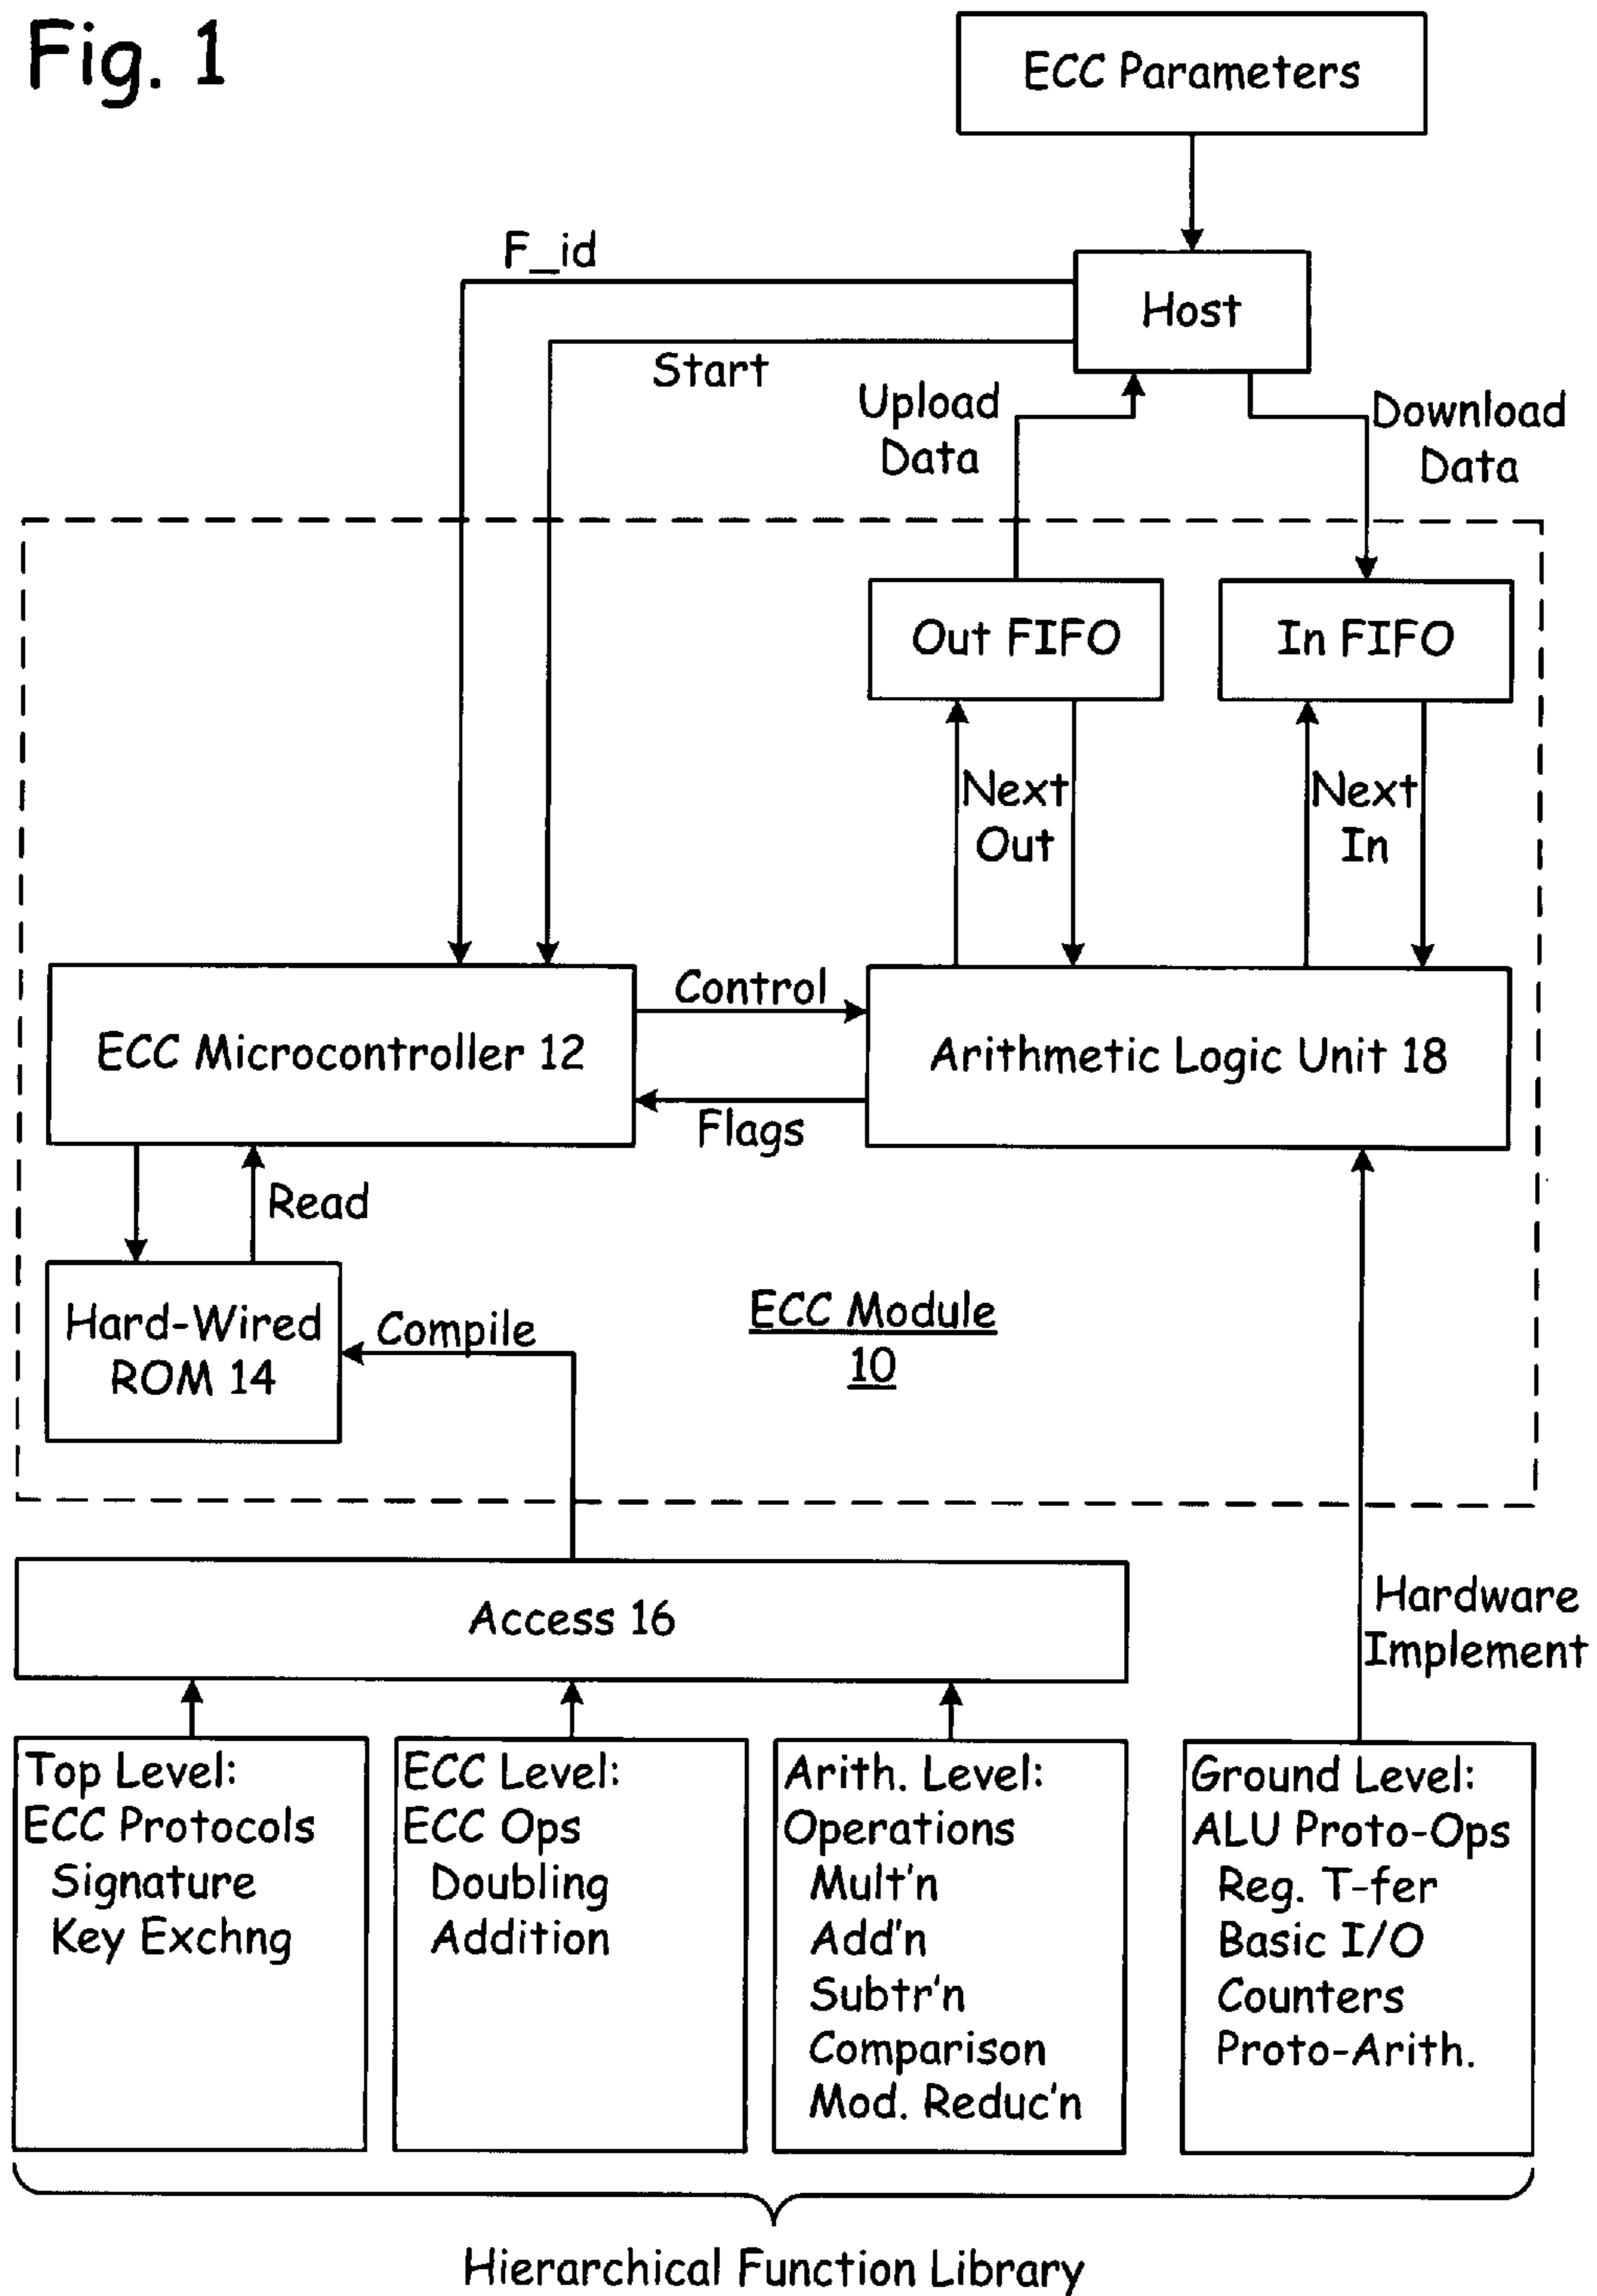 Fig. 1
ECC Parameters
F_id
Host
Start
Upload
Data
Download
Data
Out FIFO
In FIFO
Next
Out
Next
In
Control
ECC Microcontroller 12
Arithmetic Logic Unit 18
Flags
Read
Hard-Wired
ROM 14
Compile
ECC Module
10
Access 16
Hardware
Implement
Top Level:
ECC Protocols
Signature
Key Exchng
ECC Level:
ECC Ops
Doubling
Addition
Arith. Level:
Operations
Mult'n
Add'n
Subtr'n
Comparison
Mod. Reduc'n
Ground Level:
ALU Proto-Ops
Reg. T-fer
Basic I/O
Counters
Proto-Arith.
Hierarchical Function Library